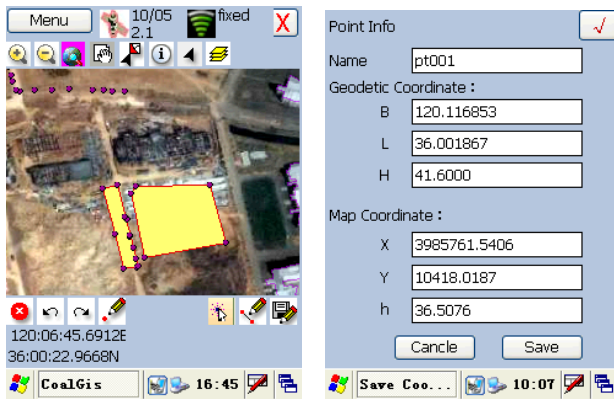 Menu
10/05
2.1
fixed
X
120:06:45.6912E
36:00:22.9668N
CoalGis
16:45
Point Info
Name
pt001
Geodetic Coordinate :
B
120.116853
L
36.001867
H
41.6000
Map Coordinate :
X
3985761.5406
Y
10418.0187
h
36.5076
Cancle
Save
Save Coo...
10:07